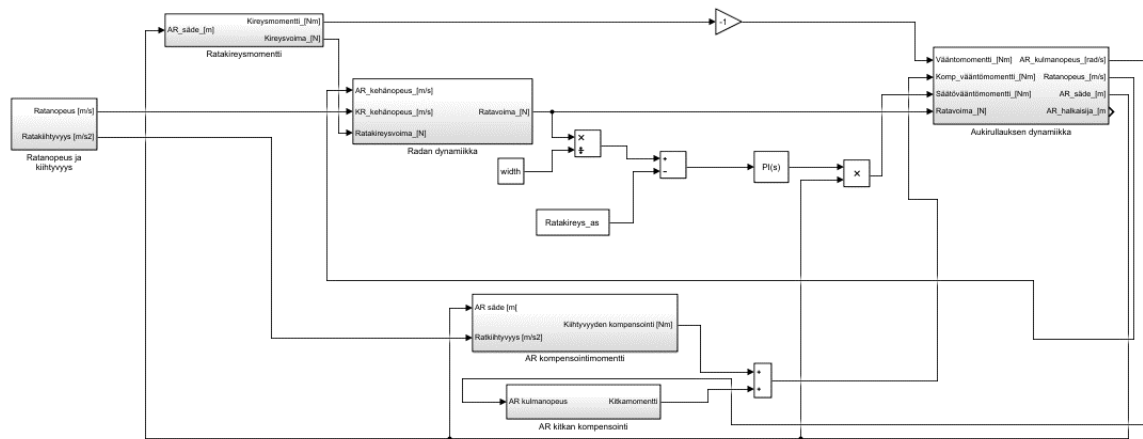 AR_säde_[m]
Kireysmomentti_[Nm]
Kireysvoima_[N]
Ratakireysmomentti
-1
Vääntomomentti_[Nm]
Komp_vääntömomentti_[Nm]
Säätövääntömomentti_[Nm]
Ratavoima_[N]
AR_kulmanopeus_[rad/s]
Ratanopeus_[m/s]
AR_säde_[m]
AR_halkaisija_[m
Aukirullauksen dynamiikka
Ratanopeus [m/s]
Ratakiihtyvyys [m/s2]
Ratanopeus ja
kiihtyvyys
AR_kehänopeus_[m/s]
KR_kehänopeus_[m/s]
Ratakireysvoima_[N]
Ratavoima_[N]
Radan dynamiikka
×
÷
width
+
−
PI(s)
×
Ratakireys_as
AR säde [m[
Ratkiihtyvyys [m/s2]
Kiihtyvyyden kompensointi [Nm]
AR kompensointimomentti
+
+
AR kulmanopeus
Kitkamomentti
AR kitkan kompensointi